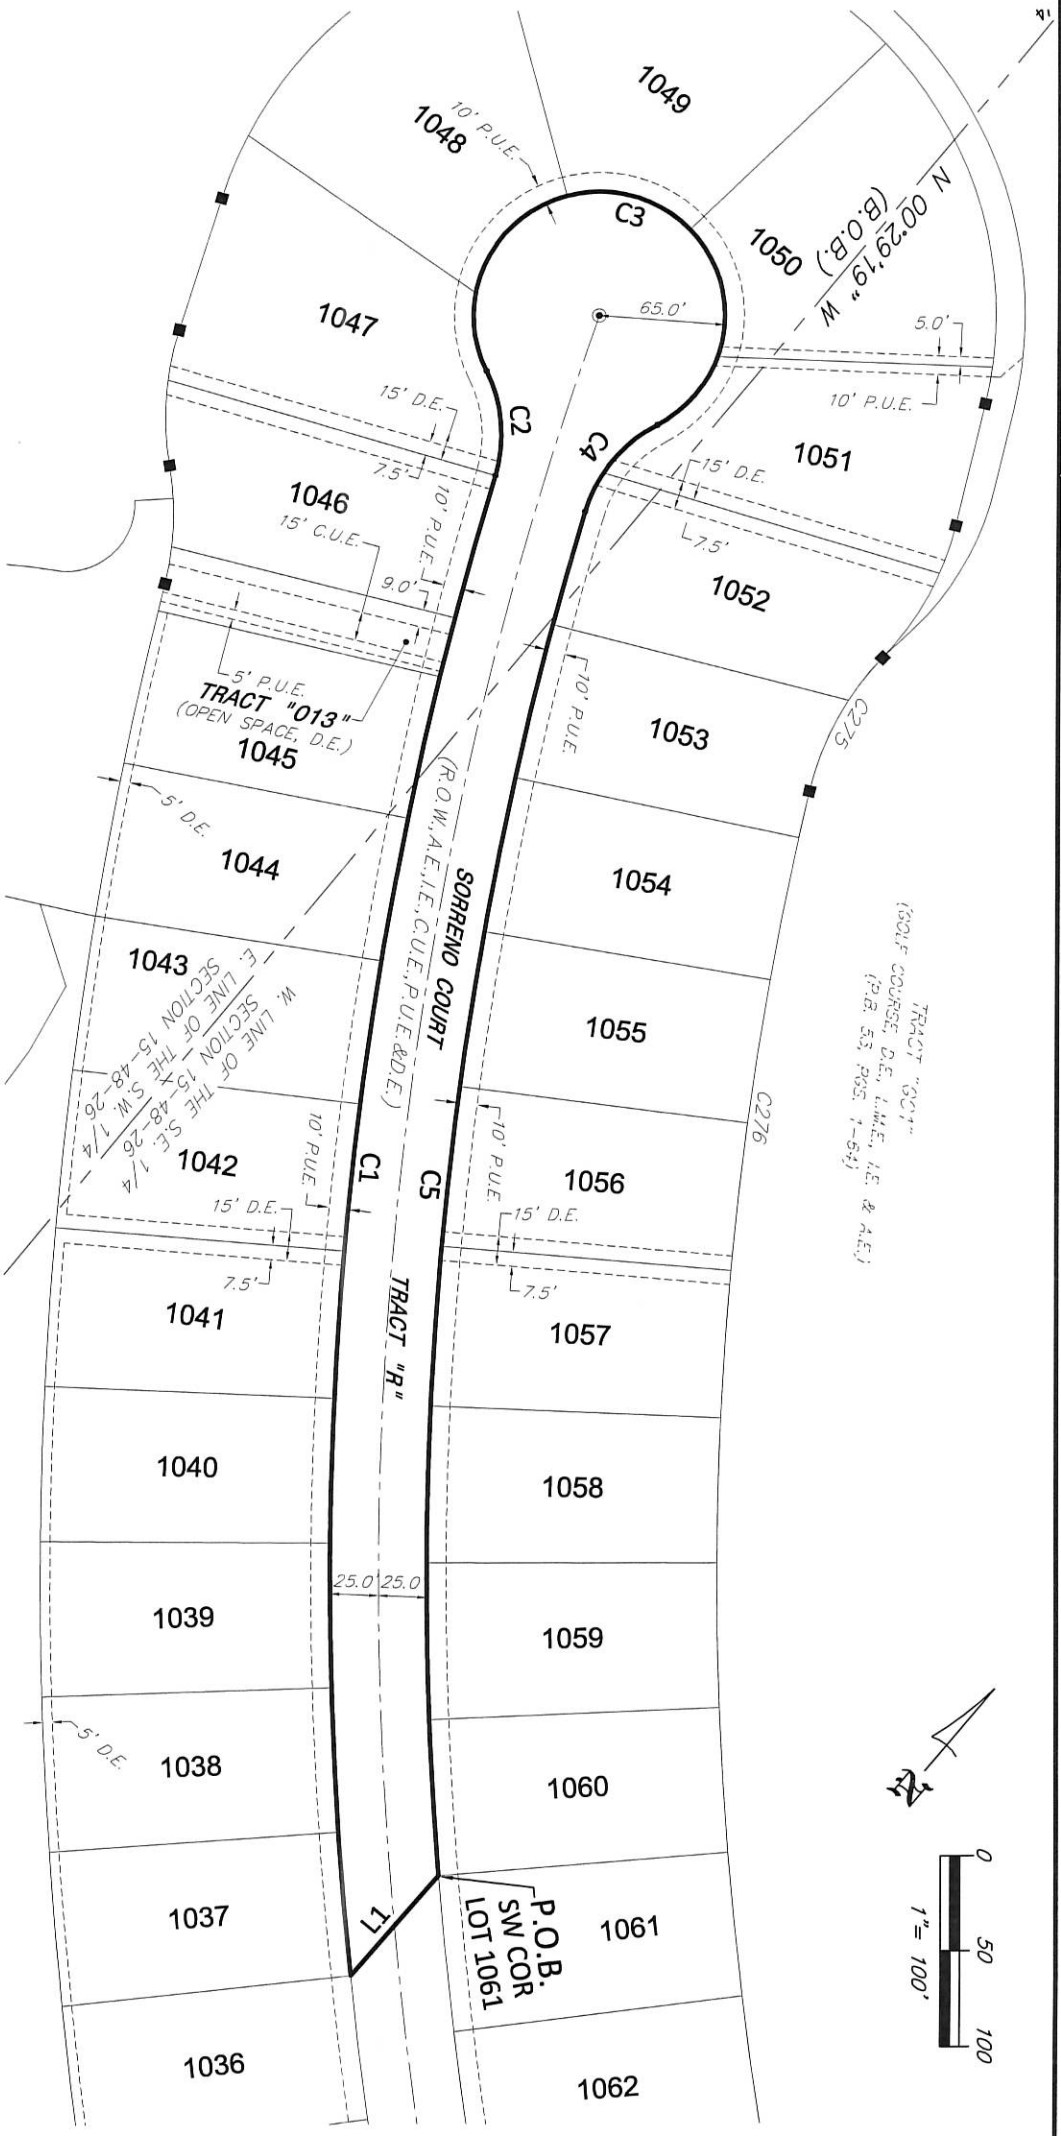 1049
1048
10' P.U.E.
C3
1050
N 00°29'19" W
(B.O.B.)
65.0'
5.0'
10' P.U.E.
1047
15' D.E.
7.5'
C2
C4
1051
15' D.E.
7.5'
1046
15' C.U.E.
10' P.U.E.
9.0'
1052
5' P.U.E.
TRACT "013"
(OPEN SPACE, D.E.)
1045
10' P.U.E.
1053
C275
5' D.E.
1044
1054
SORRENO COURT
(R.O.W.,A.E.,I.E.,C.U.E.,P.U.E.&D.E.)
TRACT "GC1"
(GOLF COURSE, D.E., L.M.E., I.E. & A.E.)
(P.B. 53, PGS. 1-64)
1043
E. LINE OF THE S.W. 1/4
SECTION 15-48-26
W. LINE OF THE S.E. 1/4
SECTION 15-48-26
1055
C276
1042
10' P.U.E.
C1
C5
10' P.U.E.
1056
15' D.E.
7.5'
15' D.E.
7.5'
1041
TRACT "R"
1057
1040
1058
25.0'
25.0'
1039
1059
5' D.E.
1038
1060
N
0
50
100
1"= 100'
1037
L1
P.O.B.
SW COR
LOT 1061
1061
1036
1062